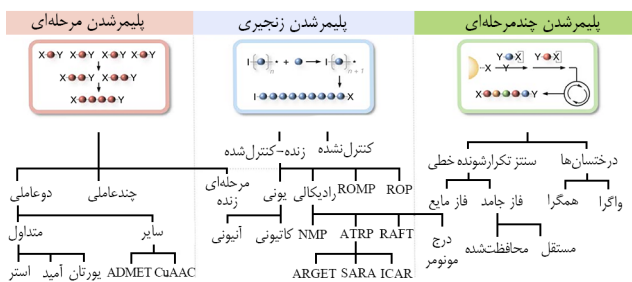 پلیمرشدن چندمرحله‌ای
پلیمرشدن زنجیری
پلیمرشدن مرحله‌ای
X Y X Y X Y X Y
X Y X Y
X Y
I n * + I n + 1 *
I X
Y X Y X
X Y
X Y
درختسان‌ها
سنتز تکرارشونده خطی
واگرا
همگرا
فاز جامد
فاز مایع
مستقل
محافظت‌شده
کنترل‌نشده
زنده-کنترل‌شده
ROP
ROMP
رادیکالی
یونی
مرحله‌ای زنده
کاتیونی
آنیونی
درج مونومر
RAFT
ATRP
NMP
ICAR
SARA
ARGET
چندعاملی
دوعاملی
سایر
متداول
CuAAC
ADMET
یورتان
آمید
استر